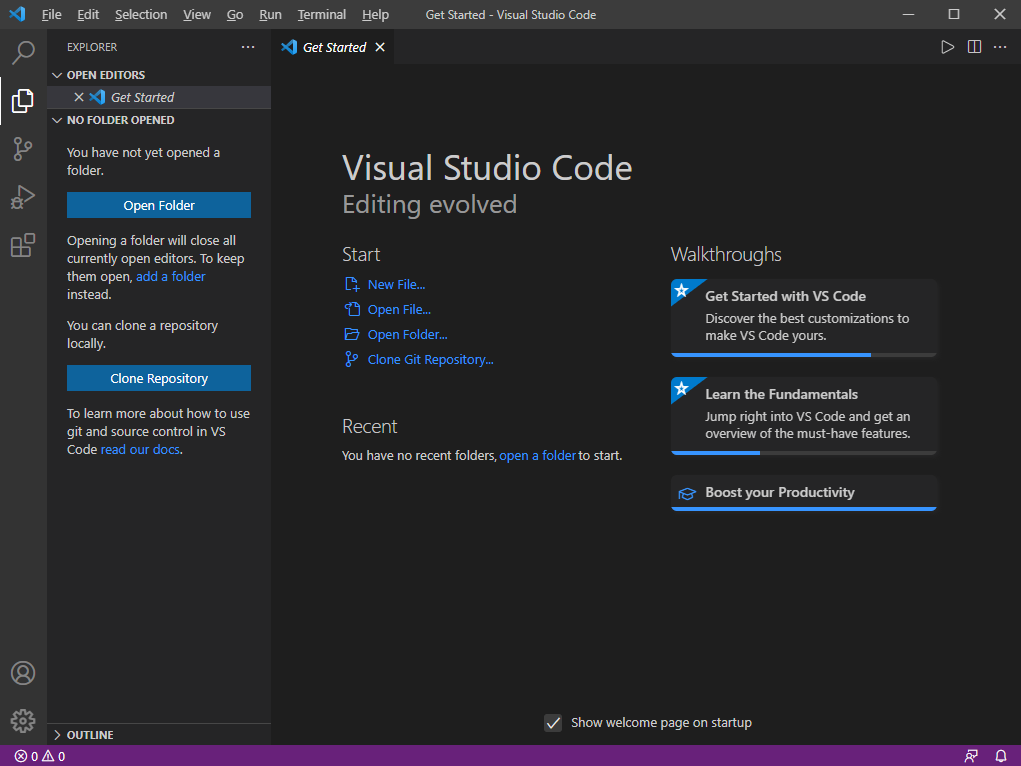 File Edit Selection View Go Run Terminal Help Get Started - Visual Studio Code
EXPLORER
Get Started
OPEN EDITORS
Get Started
NO FOLDER OPENED
You have not yet opened a
folder.
Open Folder
Opening a folder will close all
currently open editors. To keep
them open, add a folder
instead.
You can clone a repository
locally.
Clone Repository
To learn more about how to use
git and source control in VS
Code read our docs.
OUTLINE
Visual Studio Code
Editing evolved
Start
New File...
Open File...
Open Folder...
Clone Git Repository...
Recent
You have no recent folders, open a folder to start.
Walkthroughs
Get Started with VS Code
Discover the best customizations to
make VS Code yours.
Learn the Fundamentals
Jump right into VS Code and get an
overview of the must-have features.
Boost your Productivity
Show welcome page on startup
0 0